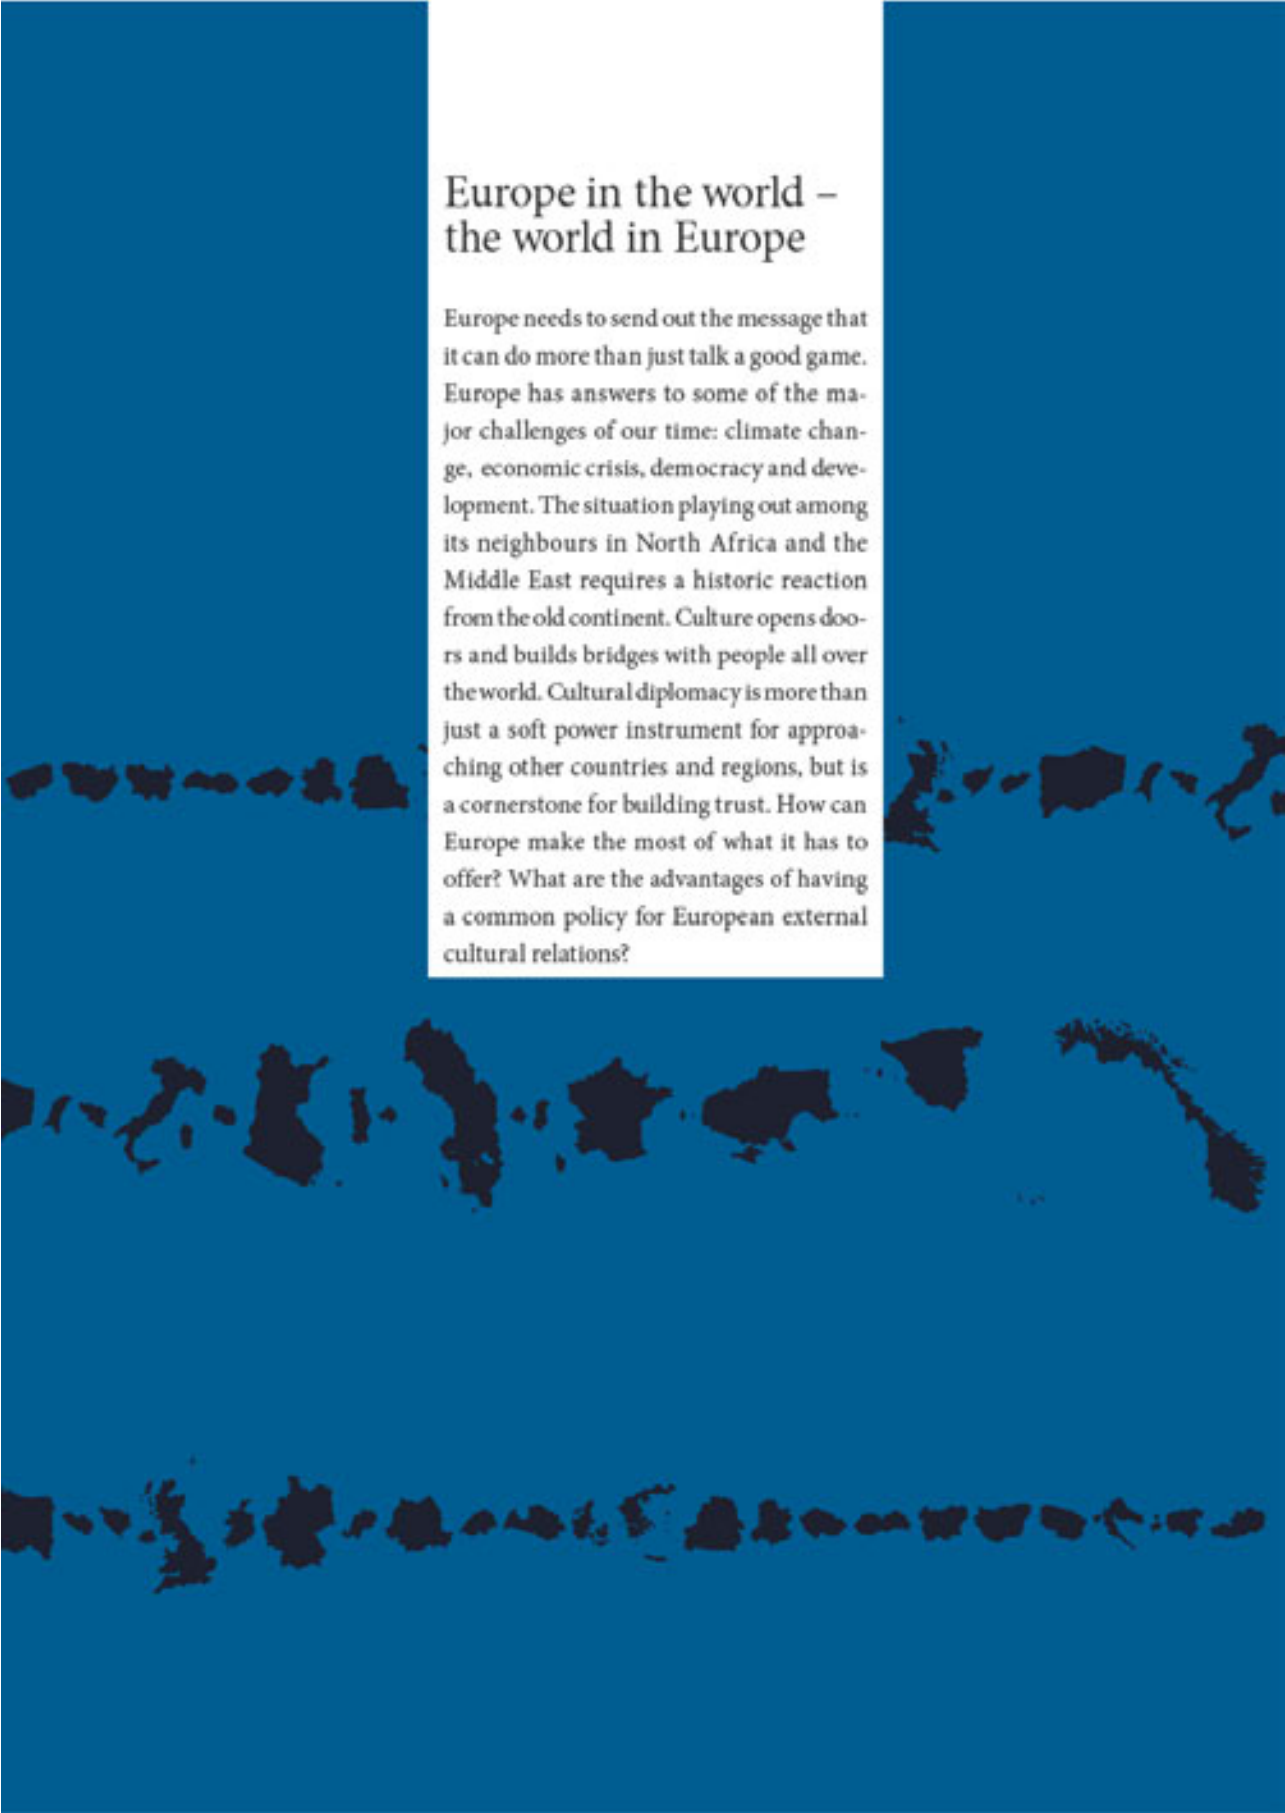 Europe in the world –
the world in Europe
Europe needs to send out the message that
it can do more than just talk a good game.
Europe has answers to some of the ma-
jor challenges of our time: climate chan-
ge, economic crisis, democracy and deve-
lopment. The situation playing out among
its neighbours in North Africa and the
Middle East requires a historic reaction
from the old continent. Culture opens doo-
rs and builds bridges with people all over
the world. Cultural diplomacy is more than
just a soft power instrument for approa-
ching other countries and regions, but is
a cornerstone for building trust. How can
Europe make the most of what it has to
offer? What are the advantages of having
a common policy for European external
cultural relations?